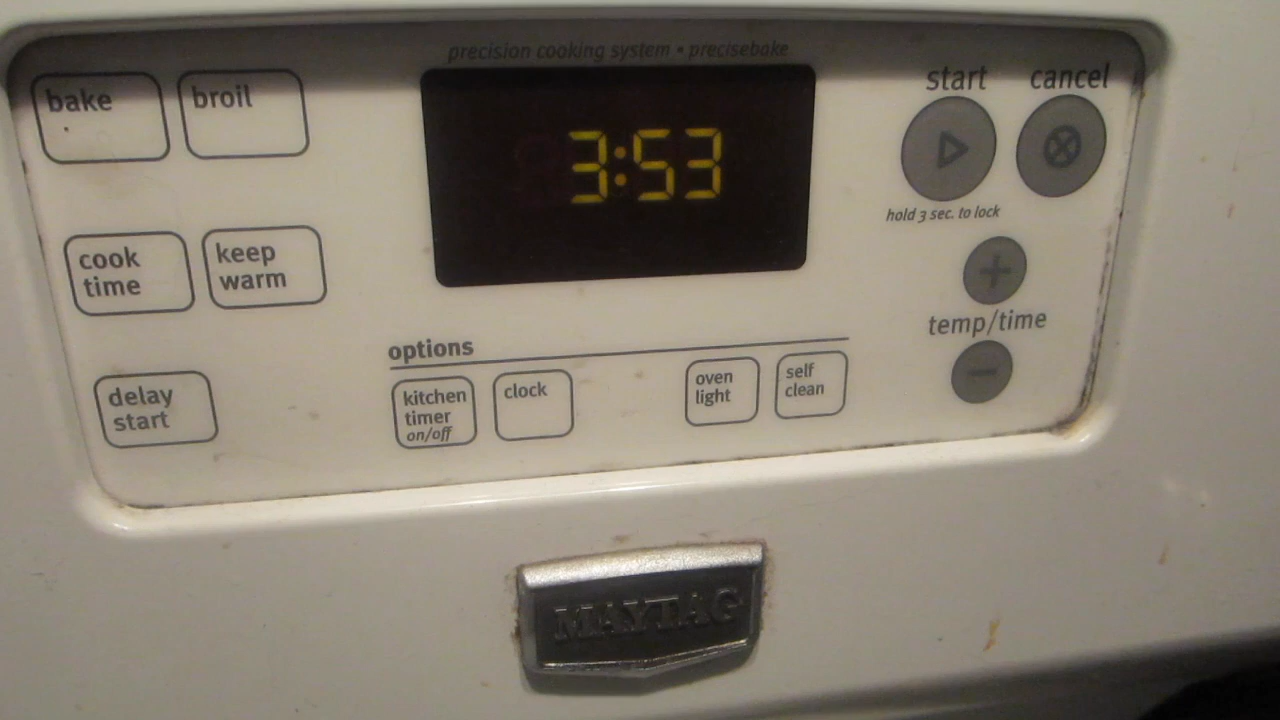 precision cooking system • precisebake
bake
broil
3:53
start
cancel
hold 3 sec. to lock
cook
time
keep
warm
temp/time
delay
start
options
kitchen
timer
on/off
clock
oven
light
self
clean
MAYTAG